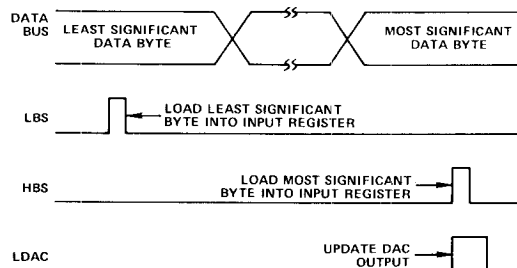 DATA
BUS
LEAST SIGNIFICANT
DATA BYTE
MOST SIGNIFICANT
DATA BYTE
LBS
LOAD LEAST SIGNIFICANT
BYTE INTO INPUT REGISTER
HBS
LOAD MOST SIGNIFICANT
BYTE INTO INPUT REGISTER
LDAC
UPDATE DAC
OUTPUT